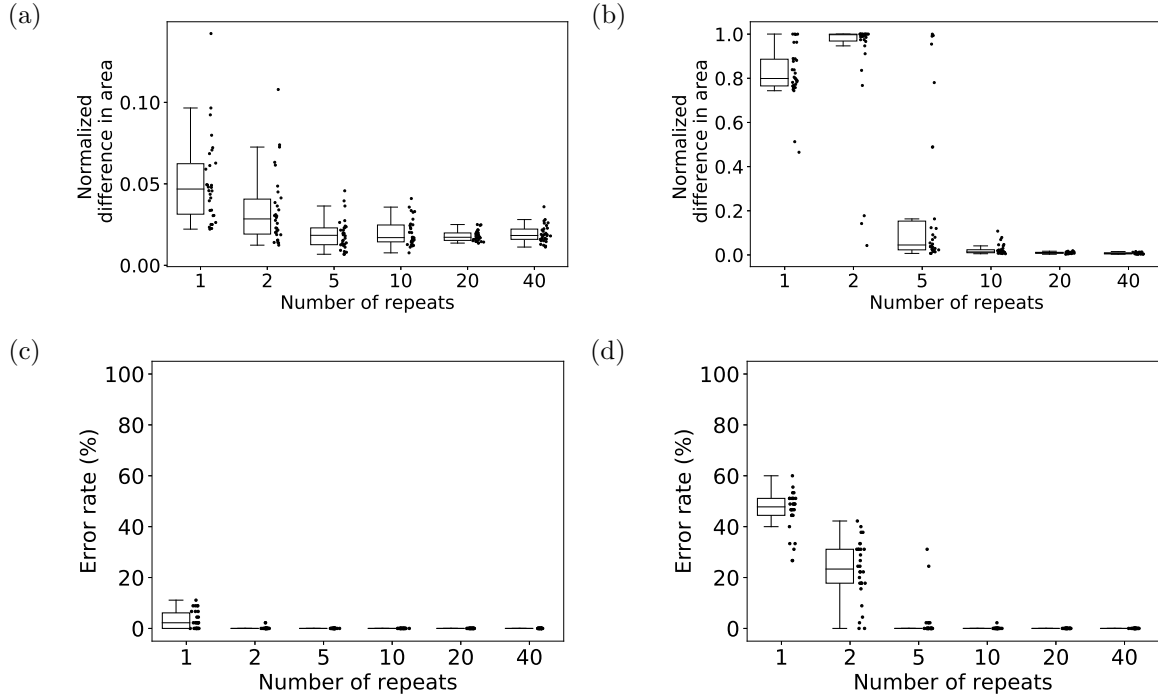 (a)
Normalized
difference in area
0.10
0.05
0.00
1 2 5 10 20 40
Number of repeats
(b)
Normalized
difference in area
1.0
0.8
0.6
0.4
0.2
0.0
1 2 5 10 20 40
Number of repeats
(c)
Error rate (%)
100
80
60
40
20
0
1 2 5 10 20 40
Number of repeats
(d)
Error rate (%)
100
80
60
40
20
0
1 2 5 10 20 40
Number of repeats